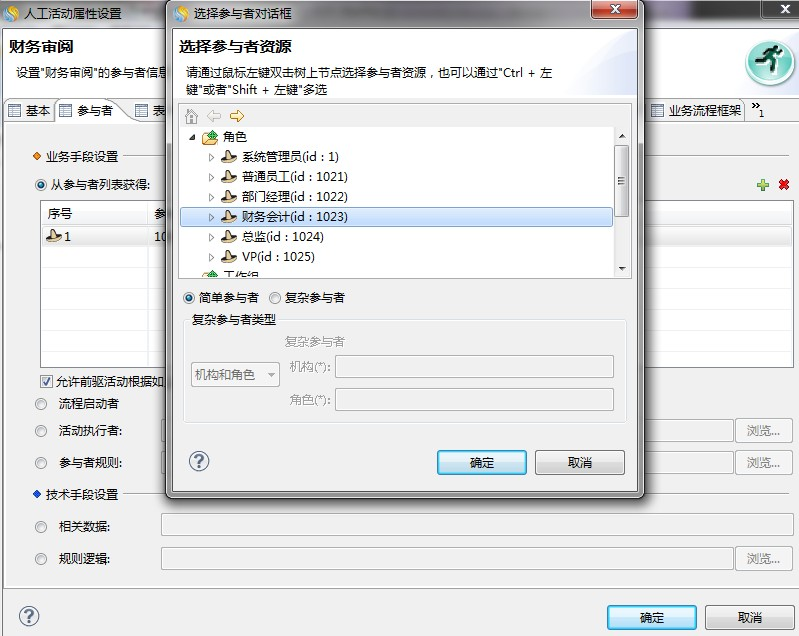 人工活动属性设置
财务审阅
设置"财务审阅"的参与者信息
基本
参与者
表
业务流程框架
»1
业务手段设置
从参与者列表获得:
序号
参
1
10
允许前驱活动根据如
流程启动者
活动执行者:
浏览...
参与者规则:
浏览...
技术手段设置
相关数据:
规则逻辑:
浏览...
确定
取消
选择参与者对话框
选择参与者资源
请通过鼠标左键双击树上节点选择参与者资源，也可以通过"Ctrl + 左
键"或者"Shift + 左键"多选
角色
系统管理员(id：1)
普通员工(id：1021)
部门经理(id：1022)
财务会计(id：1023)
总监(id：1024)
VP(id：1025)
工作组
简单参与者
复杂参与者
复杂参与者类型
复杂参与者
机构和角色
机构(*):
角色(*):
确定
取消